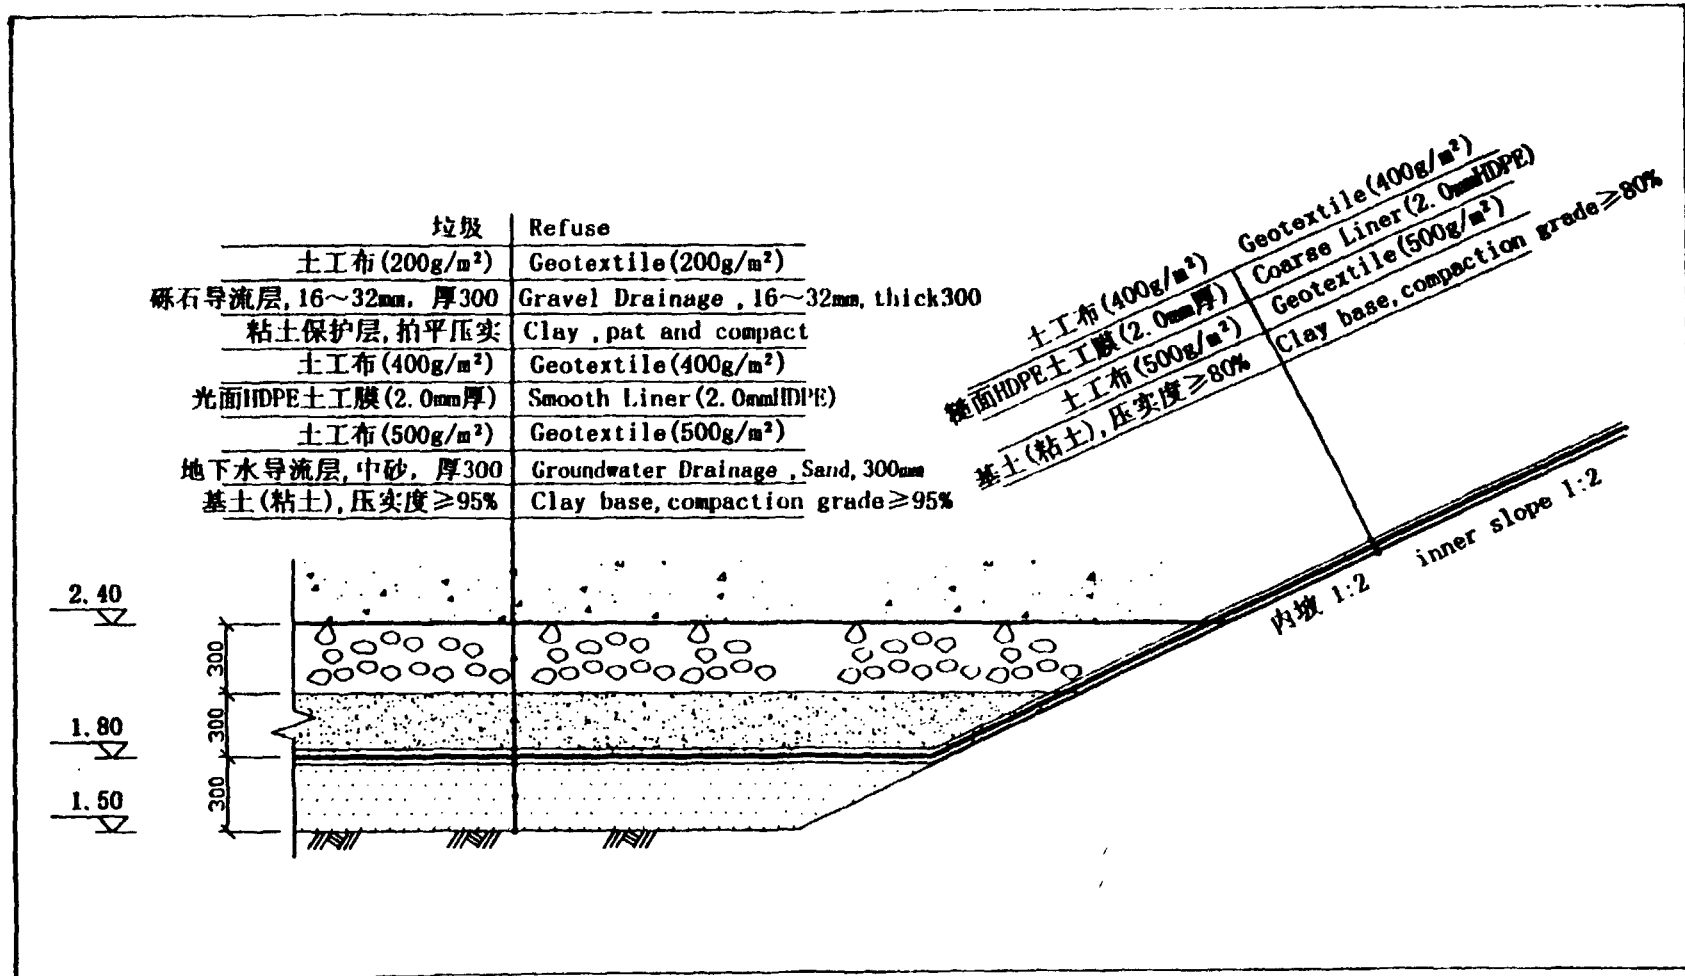 垃圾 Refuse
土工布(200g/m²) Geotextile(200g/m²)
砾石导流层,16～32mm, 厚300 Gravel Drainage ,16～32mm, thick300
粘土保护层,拍平压实 Clay ,pat and compact
土工布(400g/m²) Geotextile(400g/m²)
光面HDPE土工膜(2.0mm厚) Smooth Liner(2.0mmHDPE)
土工布(500g/m²) Geotextile(500g/m²)
地下水导流层,中砂, 厚300 Groundwater Drainage ,Sand,300mm
基土(粘土),压实度≥95% Clay base,compaction grade≥95%
土工布(400g/m²) Geotextile(400g/m²)
糙面HDPE土工膜(2.0mm厚) Coarse Liner(2.0mmHDPE)
土工布(500g/m²) Geotextile(500g/m²)
基土(粘土),压实度≥80% Clay base,compaction grade≥80%
内坡 1:2 inner slope 1:2
2.40
300
300
1.80
300
1.50